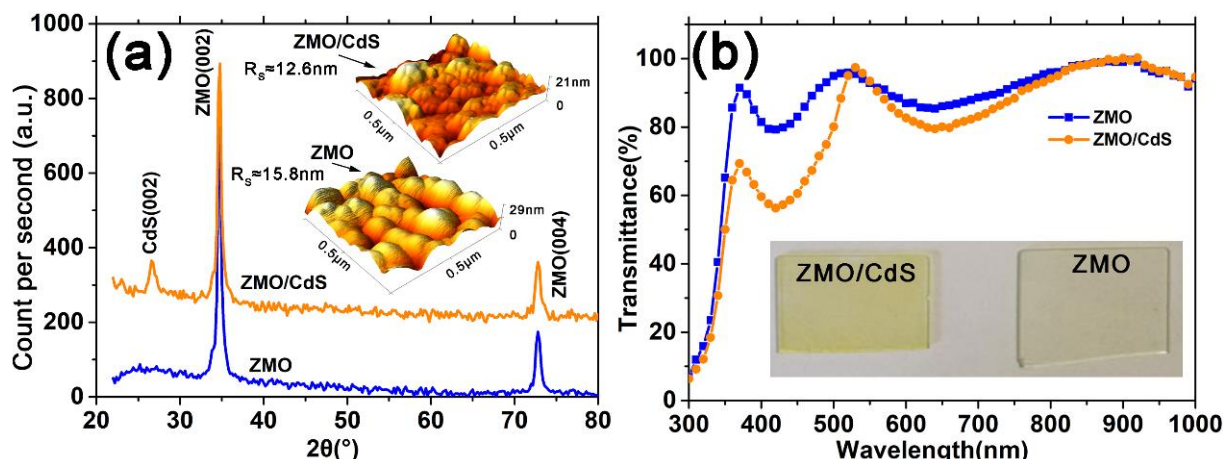 (a)
Count per second (a.u.)
1000
800
600
400
200
0
20
30
40
50
60
70
80
2θ(°)
CdS(002)
ZMO(002)
ZMO(004)
ZMO/CdS
Rs≈12.6nm
21nm
0
0.5μm
0.5μm
ZMO
Rs≈15.8nm
29nm
0
0.5μm
0.5μm
ZMO/CdS
ZMO
(b)
Transmittance(%)
100
80
60
40
20
0
300
400
500
600
700
800
900
1000
Wavelength(nm)
ZMO
ZMO/CdS
ZMO/CdS
ZMO